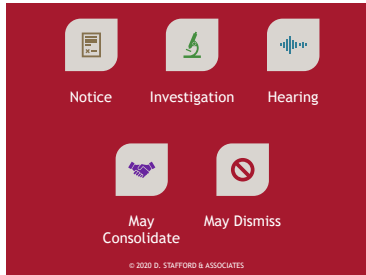 Notice
Investigation
Hearing
May
Consolidate
May Dismiss
© 2020 D. STAFFORD & ASSOCIATES